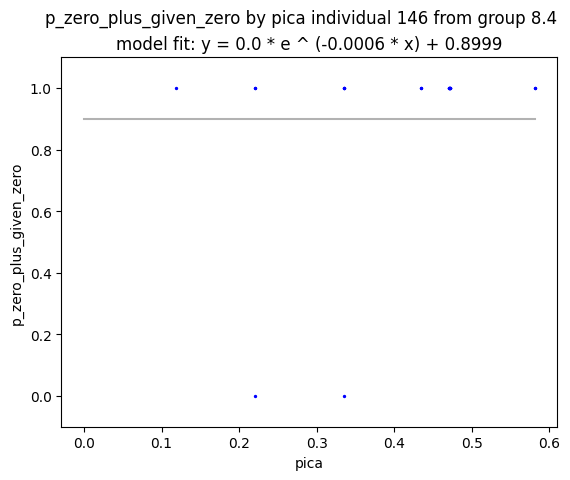 p_zero_plus_given_zero by pica individual 146 from group 8.4
model fit: y = 0.0 * e ^ (-0.0006 * x) + 0.8999
1.0
0.8
0.6
0.4
0.2
0.0
p_zero_plus_given_zero
0.0 0.1 0.2 0.3 0.4 0.5 0.6
pica